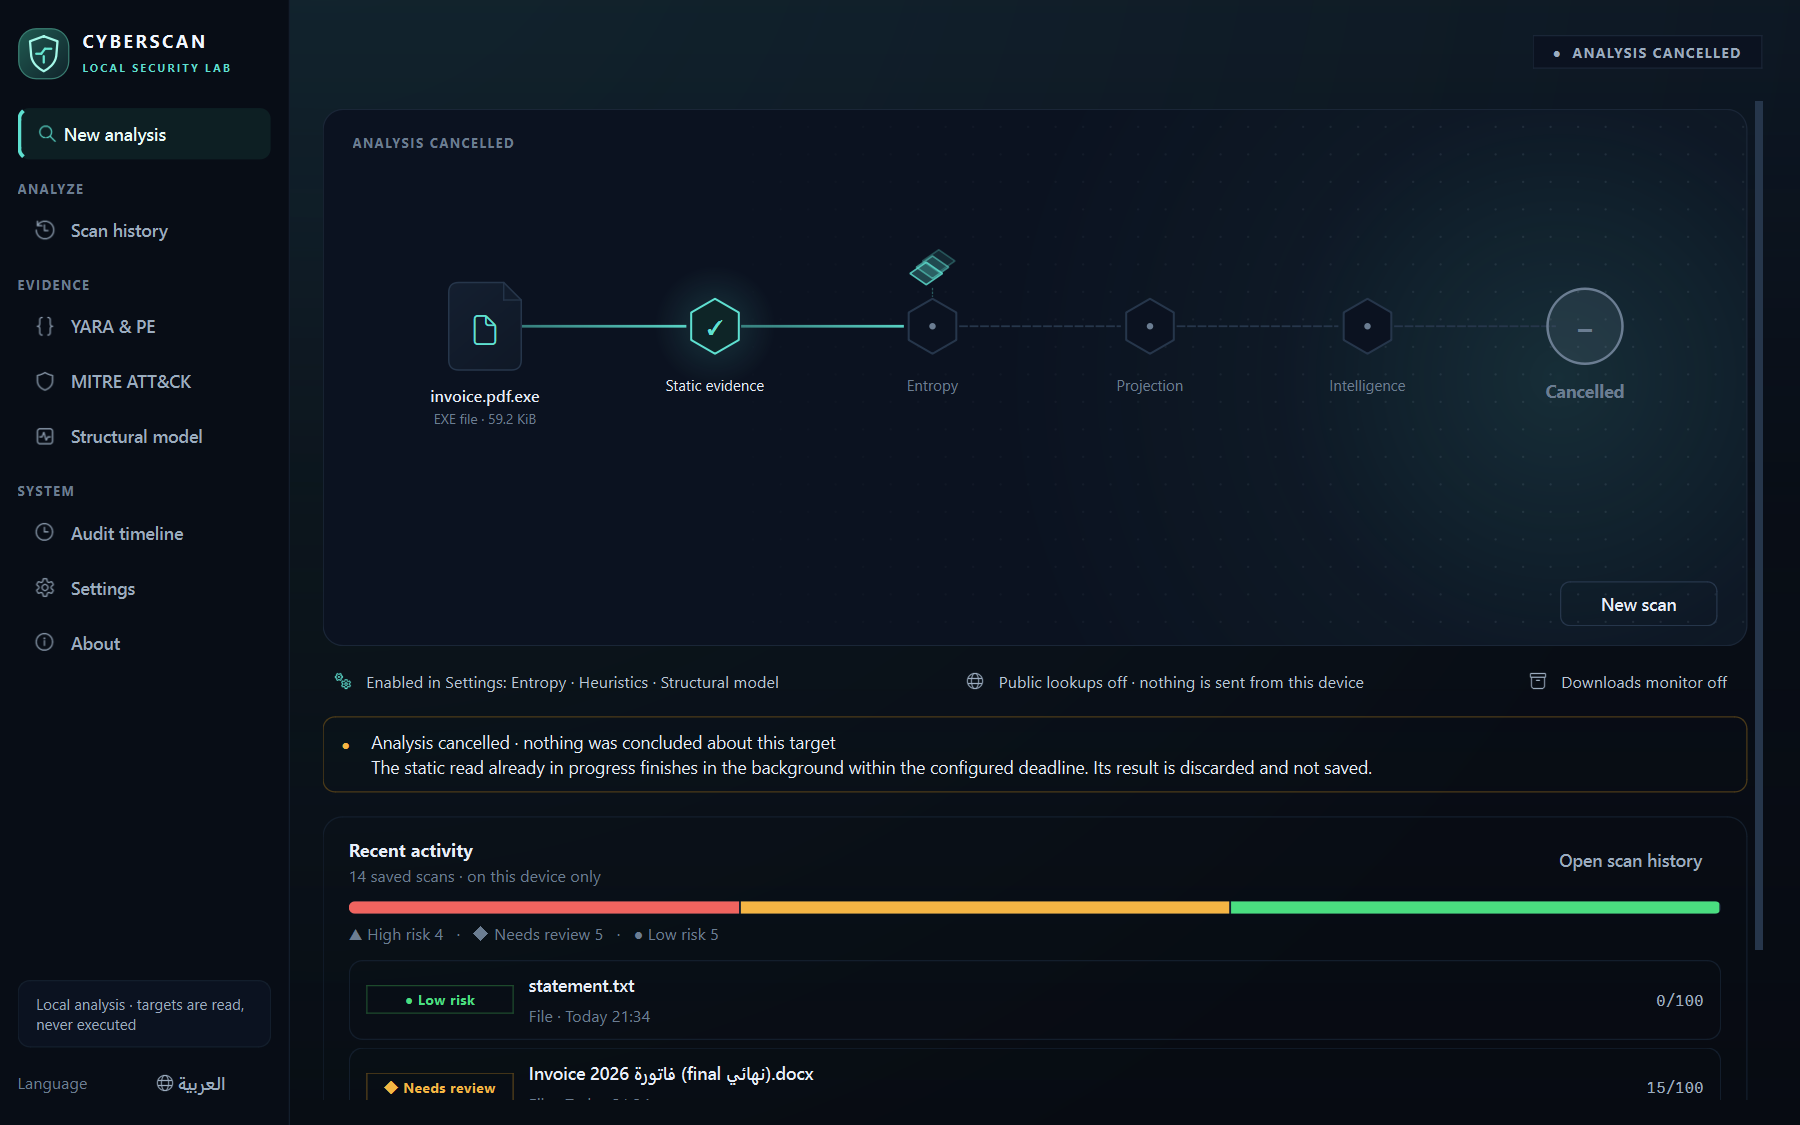 CYBERSCAN
LOCAL SECURITY LAB
New analysis
ANALYZE
Scan history
EVIDENCE
YARA & PE
MITRE ATT&CK
Structural model
SYSTEM
Audit timeline
Settings
About
Local analysis · targets are read,
never executed
Language
العربية
• ANALYSIS CANCELLED
ANALYSIS CANCELLED
invoice.pdf.exe
EXE file · 59.2 KiB
Static evidence
Entropy
Projection
Intelligence
Cancelled
New scan
Enabled in Settings: Entropy · Heuristics · Structural model
Public lookups off · nothing is sent from this device
Downloads monitor off
Analysis cancelled · nothing was concluded about this target
The static read already in progress finishes in the background within the configured deadline. Its result is discarded and not saved.
Recent activity
14 saved scans · on this device only
Open scan history
▲ High risk 4 · ◆ Needs review 5 · ● Low risk 5
● Low risk
statement.txt
File · Today 21:34
0/100
◆ Needs review
Invoice 2026 فاتورة (final نهائي).docx
15/100